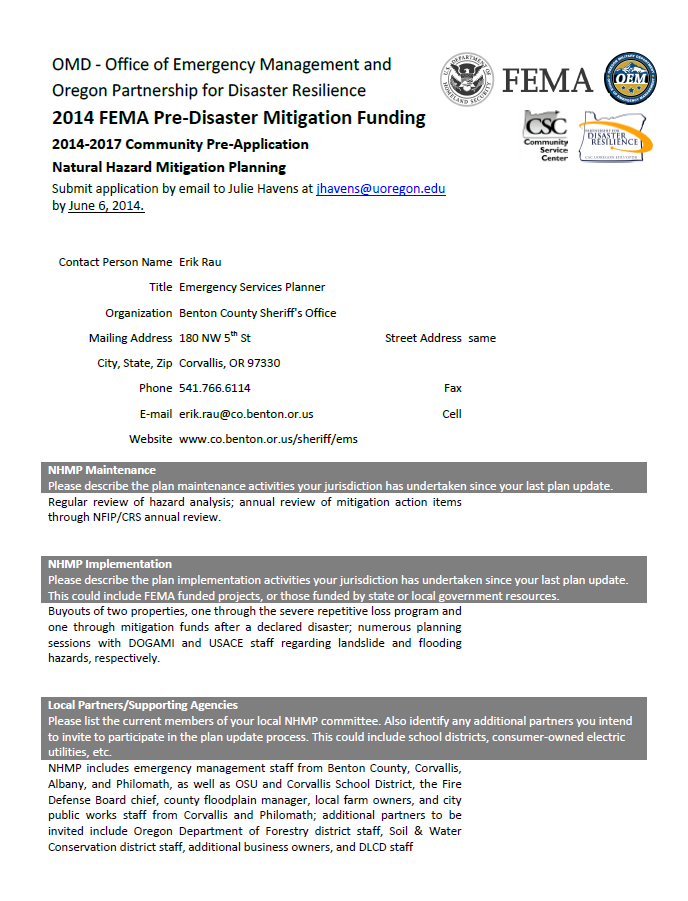 OMD - Office of Emergency Management and
Oregon Partnership for Disaster Resilience
2014 FEMA Pre-Disaster Mitigation Funding
2014-2017 Community Pre-Application
Natural Hazard Mitigation Planning
Submit application by email to Julie Havens at jhavens@uoregon.edu
by June 6, 2014.
U.S. DEPARTMENT OF HOMELAND SECURITY
FEMA
OEM
CSC
Community
Service
Center
PARTNERSHIP FOR
DISASTER
RESILIENCE
Contact Person Name Erik Rau
Title Emergency Services Planner
Organization Benton County Sheriff's Office
Mailing Address 180 NW 5th St Street Address same
City, State, Zip Corvallis, OR 97330
Phone 541.766.6114 Fax
E-mail erik.rau@co.benton.or.us Cell
Website www.co.benton.or.us/sheriff/ems
NHMP Maintenance
Please describe the plan maintenance activities your jurisdiction has undertaken since your last plan update.
Regular review of hazard analysis; annual review of mitigation action items
through NFIP/CRS annual review.
NHMP Implementation
Please describe the plan implementation activities your jurisdiction has undertaken since your last plan update.
This could include FEMA funded projects, or those funded by state or local government resources.
Buyouts of two properties, one through the severe repetitive loss program and
one through mitigation funds after a declared disaster; numerous planning
sessions with DOGAMI and USACE staff regarding landslide and flooding
hazards, respectively.
Local Partners/Supporting Agencies
Please list the current members of your local NHMP committee. Also identify any additional partners you intend
to invite to participate in the plan update process. This could include school districts, consumer-owned electric
utilities, etc.
NHMP includes emergency management staff from Benton County, Corvallis,
Albany, and Philomath, as well as OSU and Corvallis School District, the Fire
Defense Board chief, county floodplain manager, local farm owners, and city
public works staff from Corvallis and Philomath; additional partners to be
invited include Oregon Department of Forestry district staff, Soil & Water
Conservation district staff, additional business owners, and DLCD staff